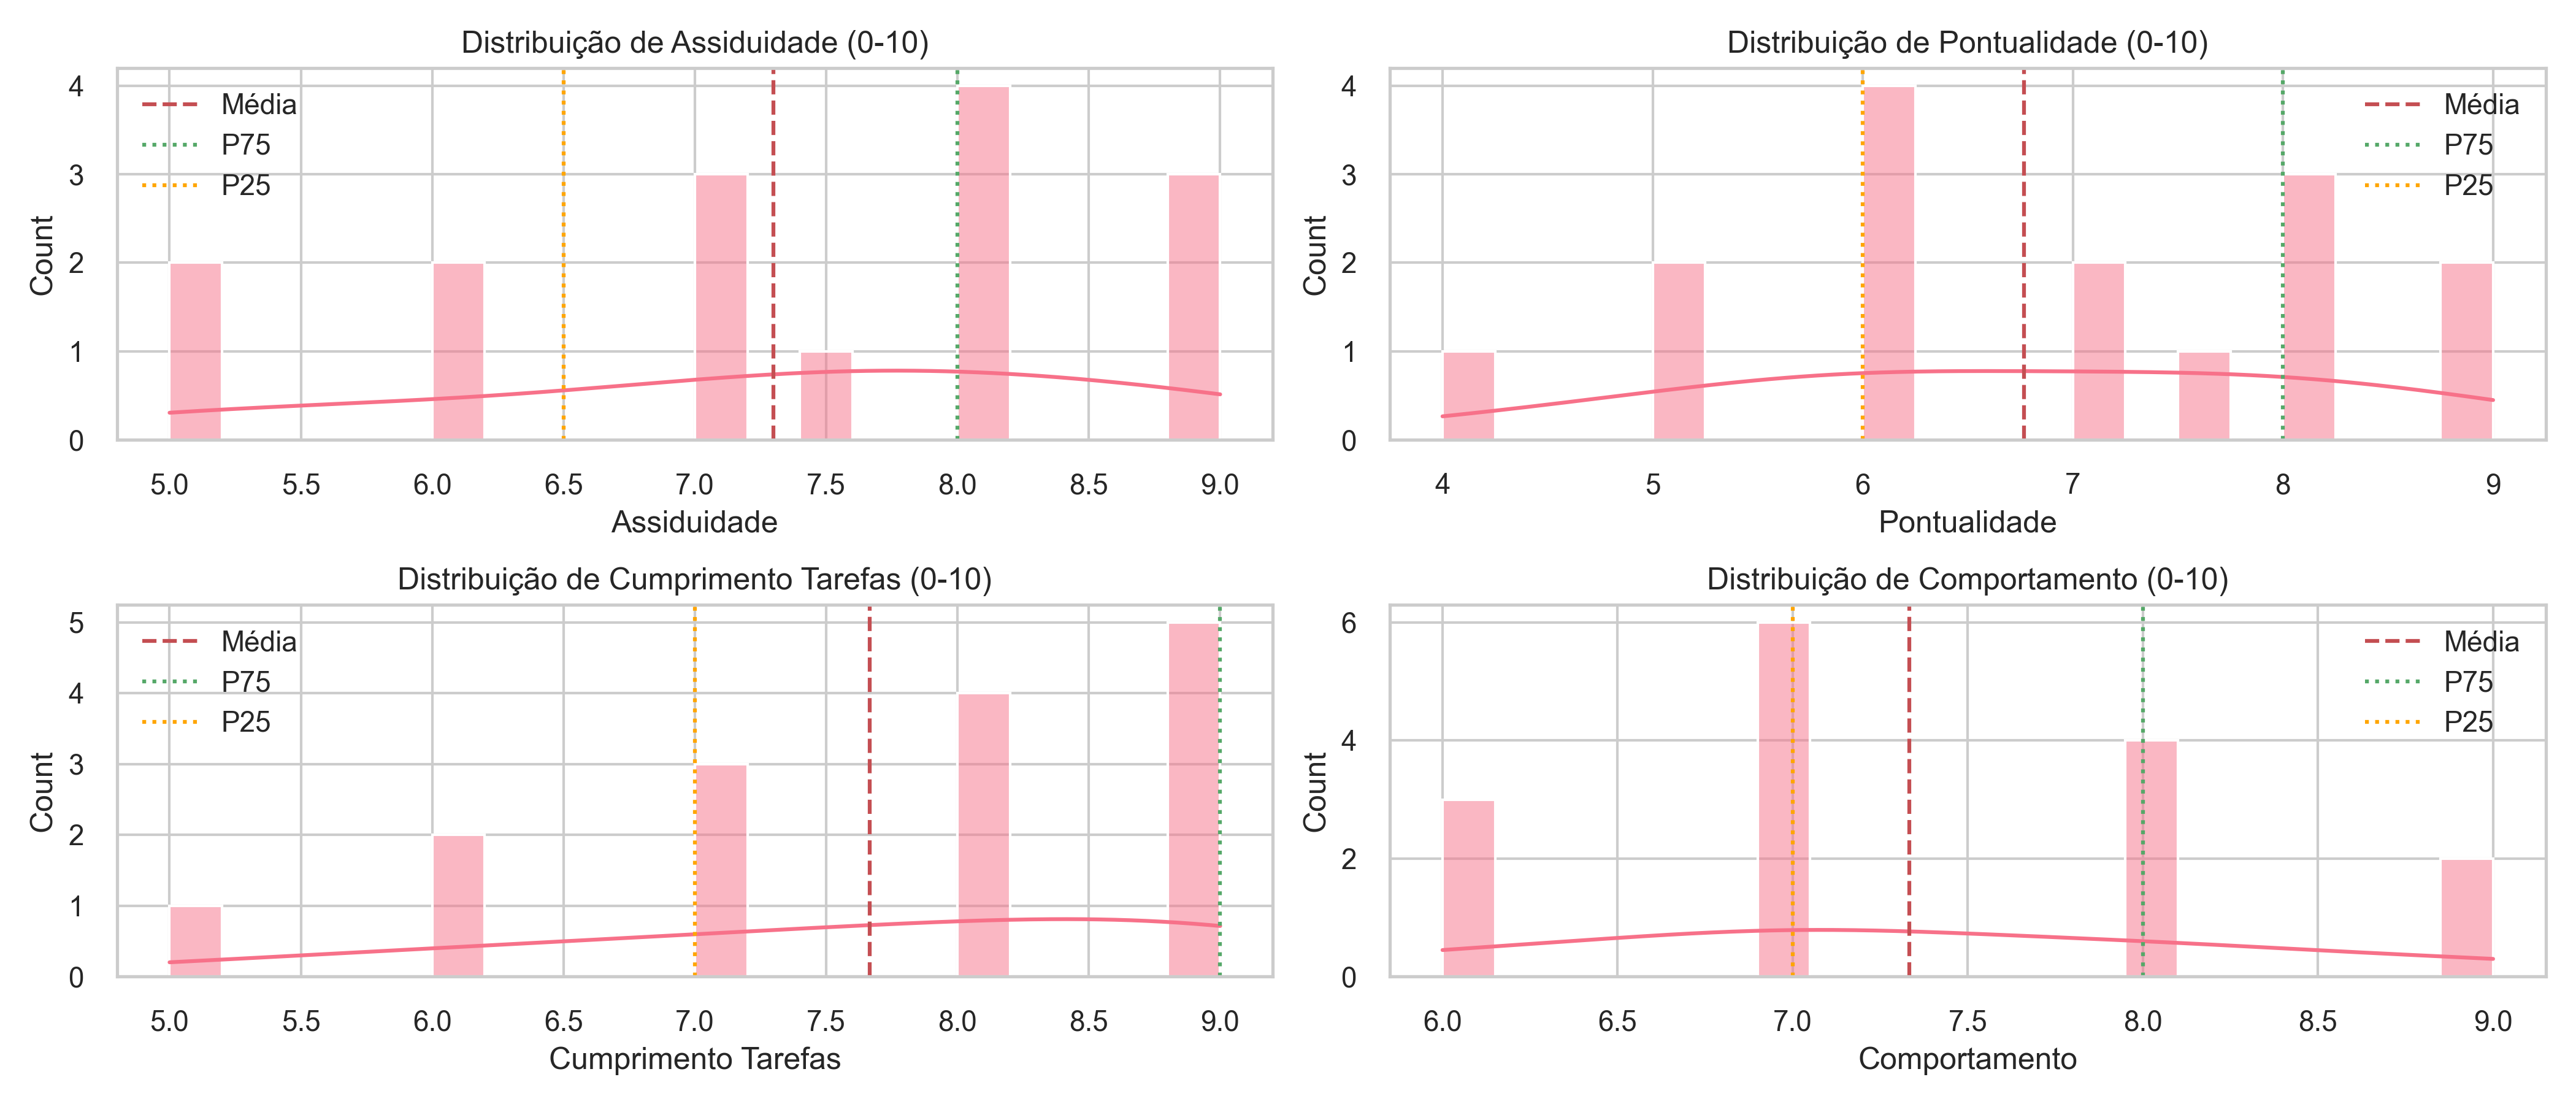 Distribuição de Assiduidade (0-10)
4
3
2
1
0
Count
Média
P75
P25
5.0 5.5 6.0 6.5 7.0 7.5 8.0 8.5 9.0
Assiduidade
Distribuição de Pontualidade (0-10)
4
3
2
1
0
Count
Média
P75
P25
4 5 6 7 8 9
Pontualidade
Distribuição de Cumprimento Tarefas (0-10)
5
4
3
2
1
0
Count
Média
P75
P25
5.0 5.5 6.0 6.5 7.0 7.5 8.0 8.5 9.0
Cumprimento Tarefas
Distribuição de Comportamento (0-10)
6
4
2
0
Count
Média
P75
P25
6.0 6.5 7.0 7.5 8.0 8.5 9.0
Comportamento